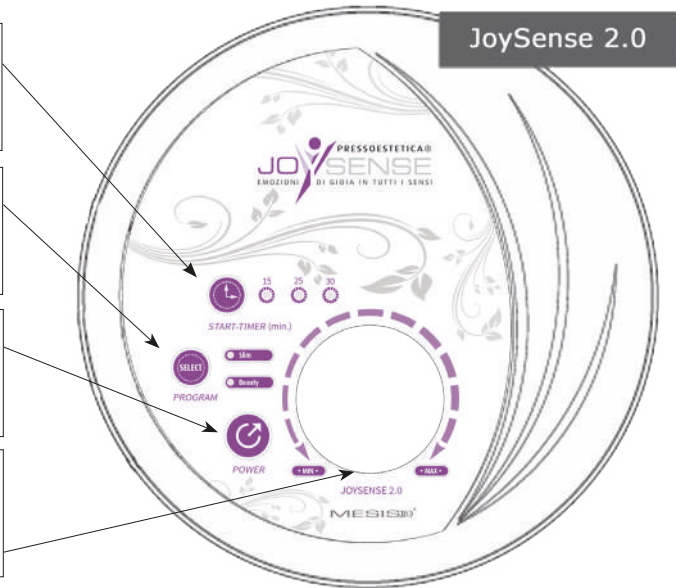 JoySense 2.0
PRESSOESTETICA®
JOYSENSE
EMOZIONI DI GIOIA IN TUTTI I SENSI
15 25 30
START-TIMER (min.)
SELECT
Slim
Beauty
PROGRAM
POWER
• MIN •
• MAX •
JOYSENSE 2.0
MESIS®